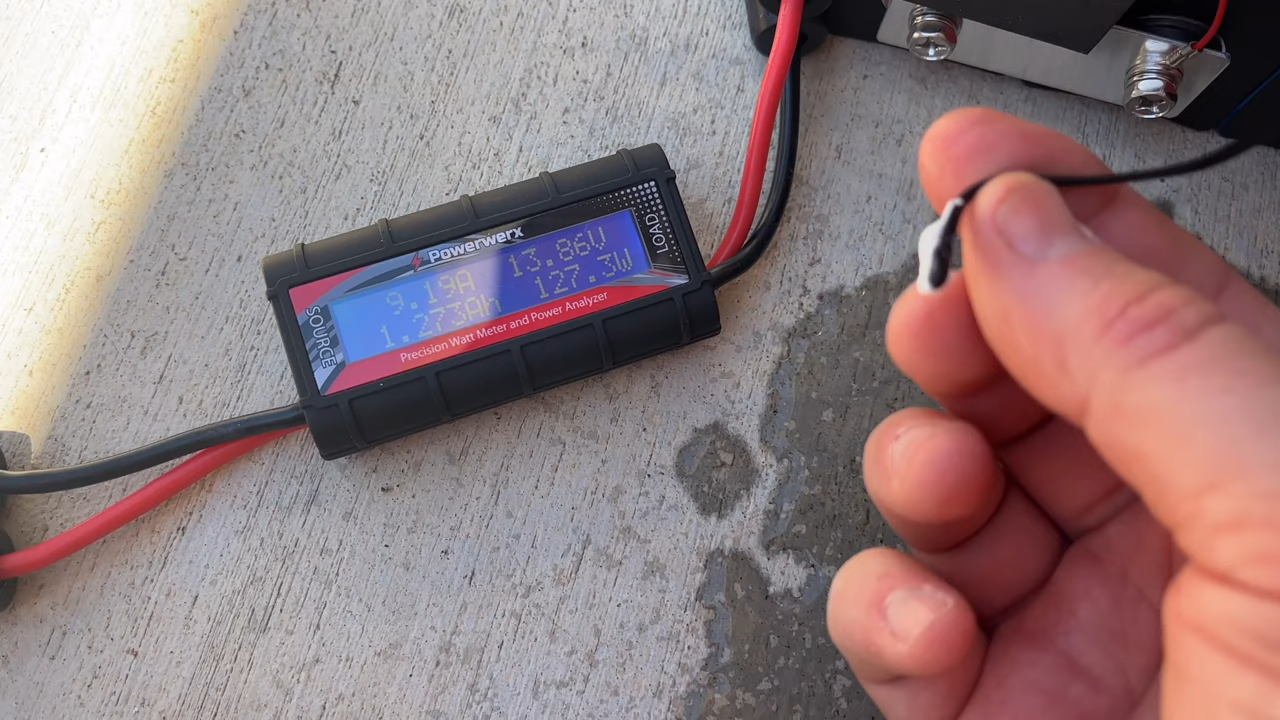 Powerwerx
LOAD
9.19A 13.86V
1.273Ah 127.3W
SOURCE
Precision Watt Meter and Power Analyzer